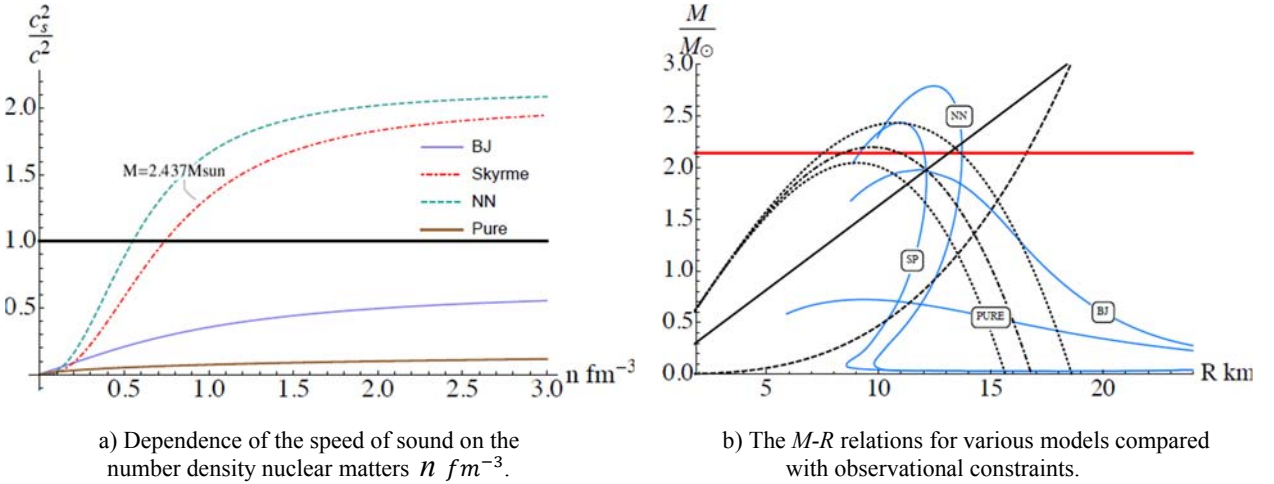 c_s^2/c^2
2.0
1.5
1.0
0.5
M=2.437Msun
BJ
Skyrme
NN
Pure
0.5
1.0
1.5
2.0
2.5
3.0
n fm⁻³
a) Dependence of the speed of sound on the
number density nuclear matters n fm⁻³.
M/M⊙
3.0
2.5
2.0
1.5
1.0
0.5
0.0
NN
SP
BJ
PURE
5
10
15
20
R km
b) The M-R relations for various models compared
with observational constraints.